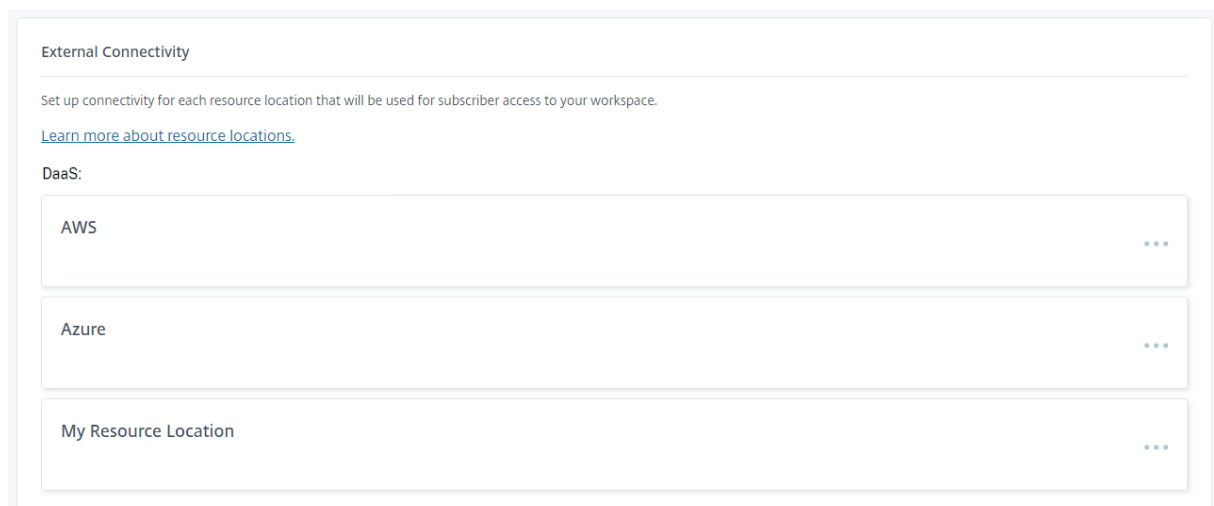 External Connectivity
Set up connectivity for each resource location that will be used for subscriber access to your workspace.
Learn more about resource locations.
DaaS:
AWS
Azure
My Resource Location